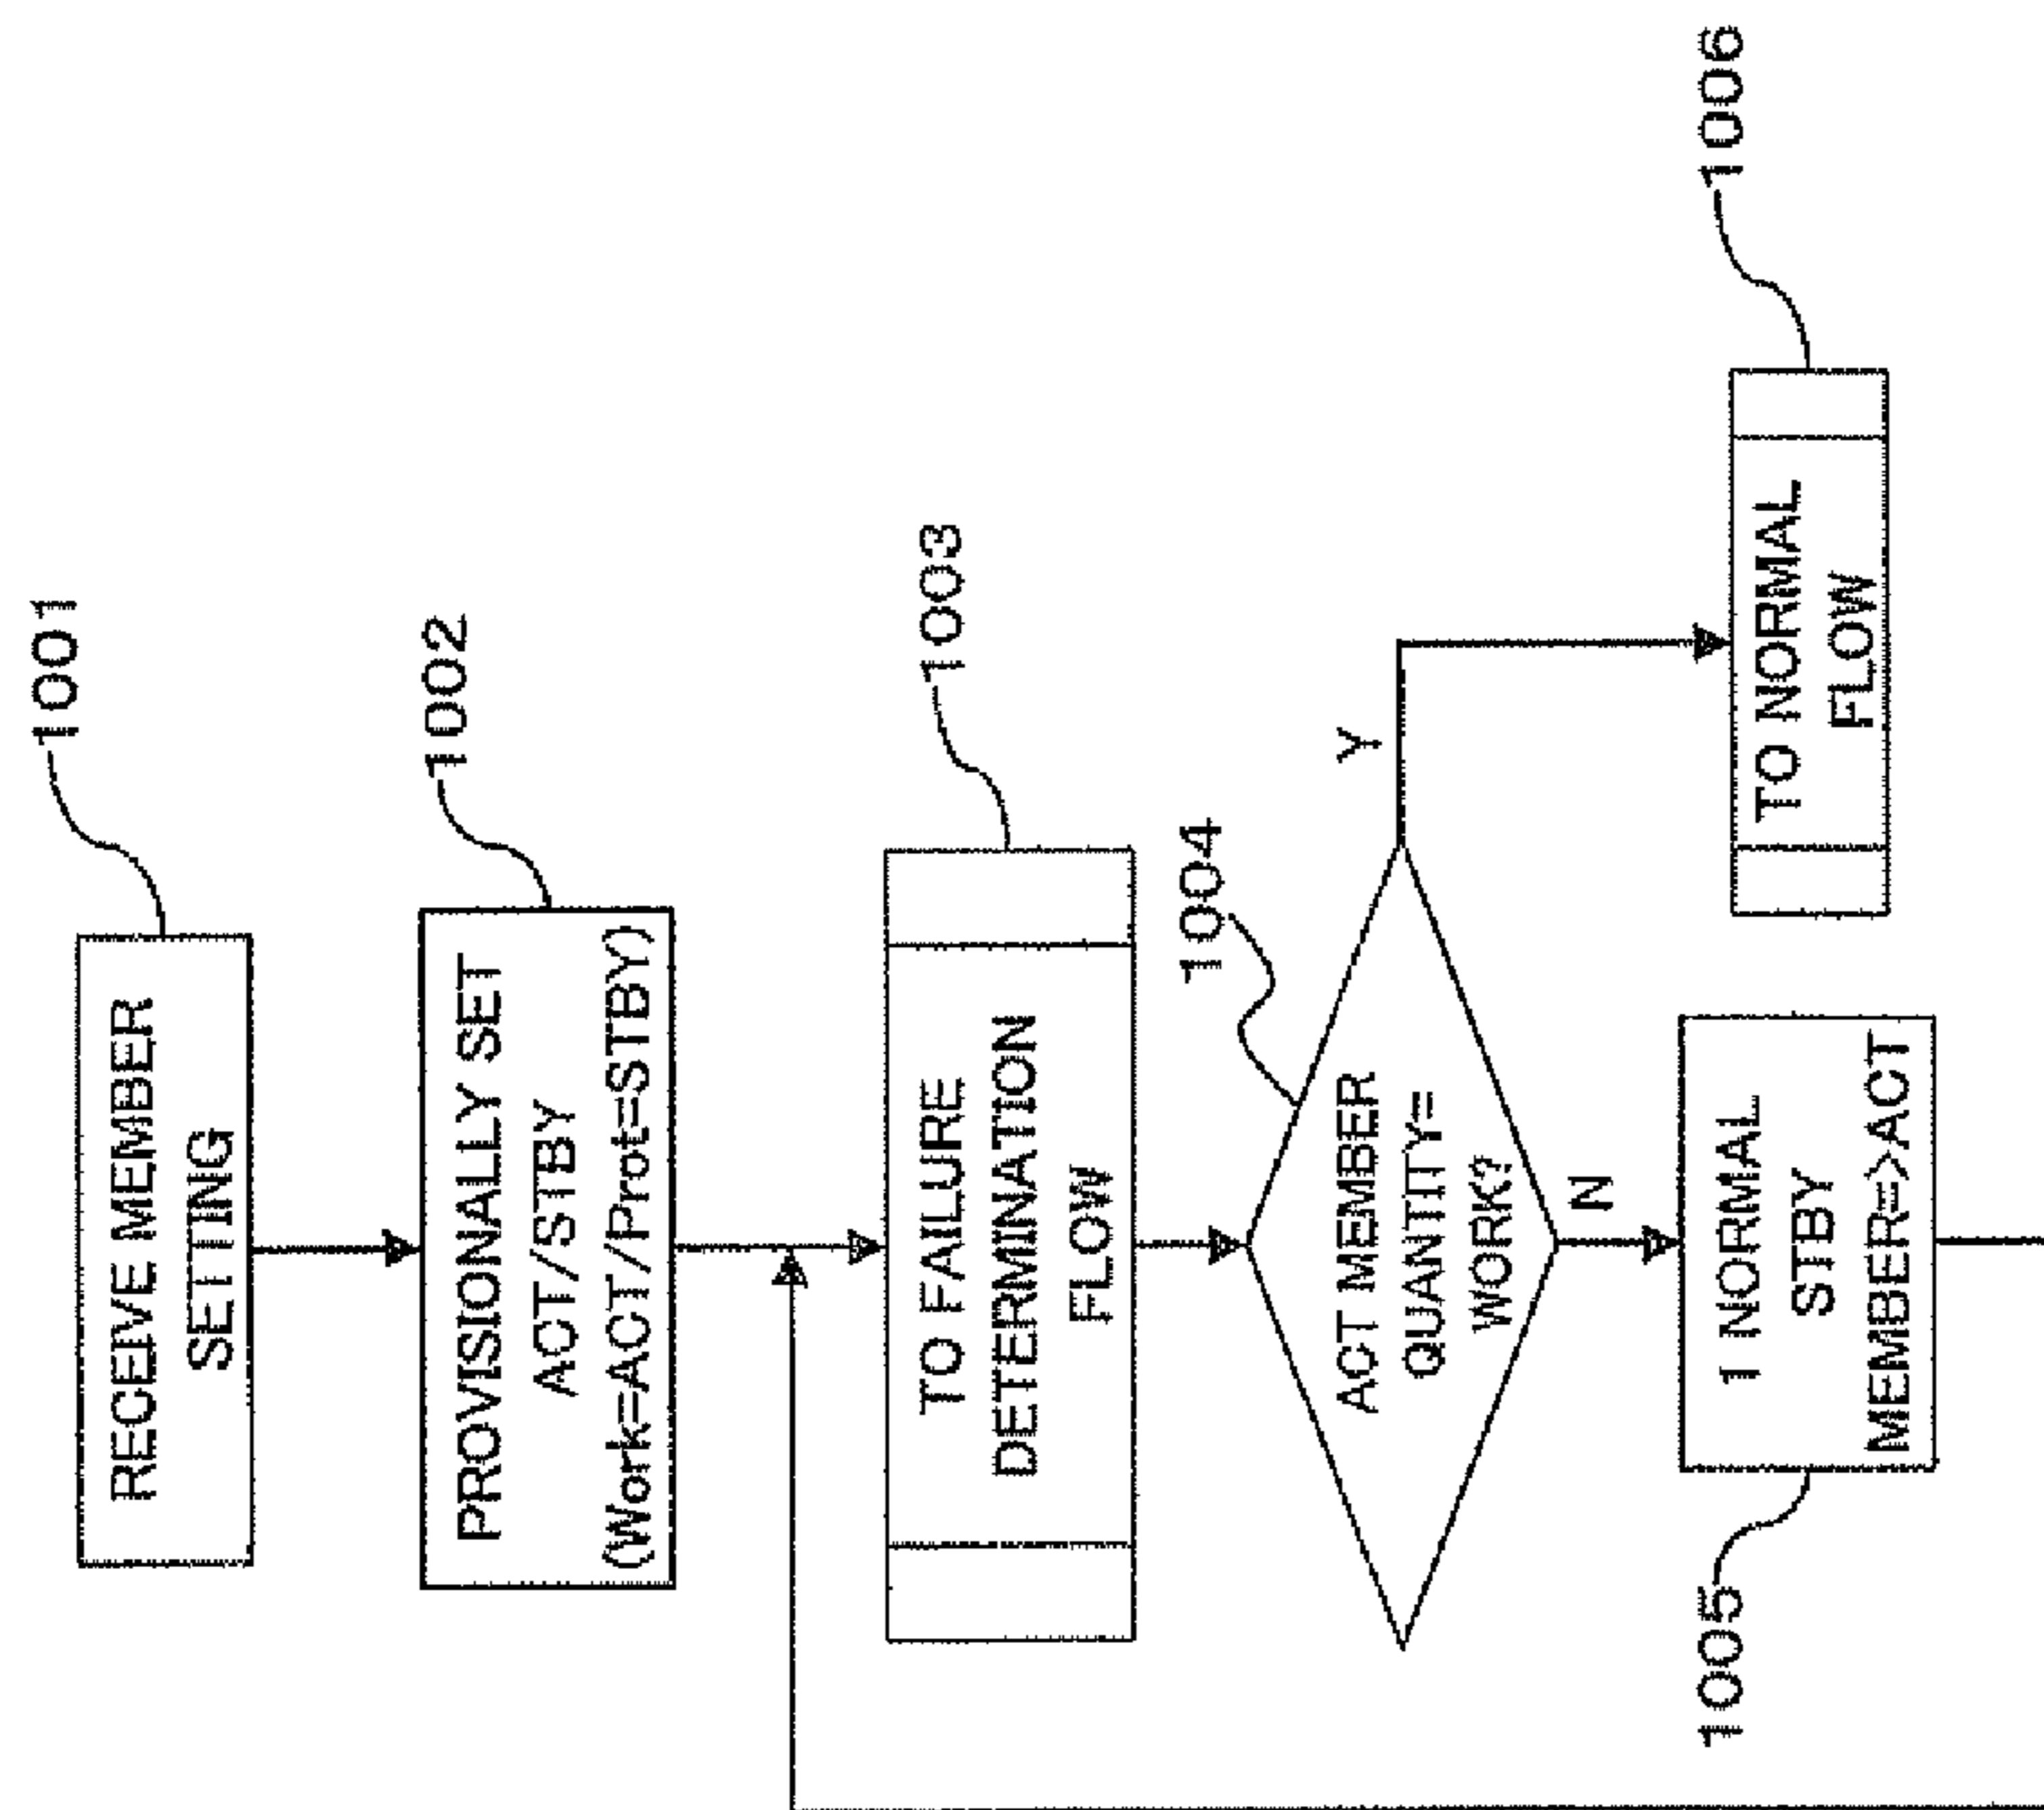 1001
RECEIVE MEMBER
SETTING
1002
PROVISIONALLY SET
ACT/STBY
(Work=ACT/Prot=STBY)
1003
TO FAILURE
DETERMINATION
FLOW
1004
ACT MEMBER
QUANTITY=
WORK?
Y
N
1005
1 NORMAL
STBY
MEMBER=>ACT
1006
TO NORMAL
FLOW